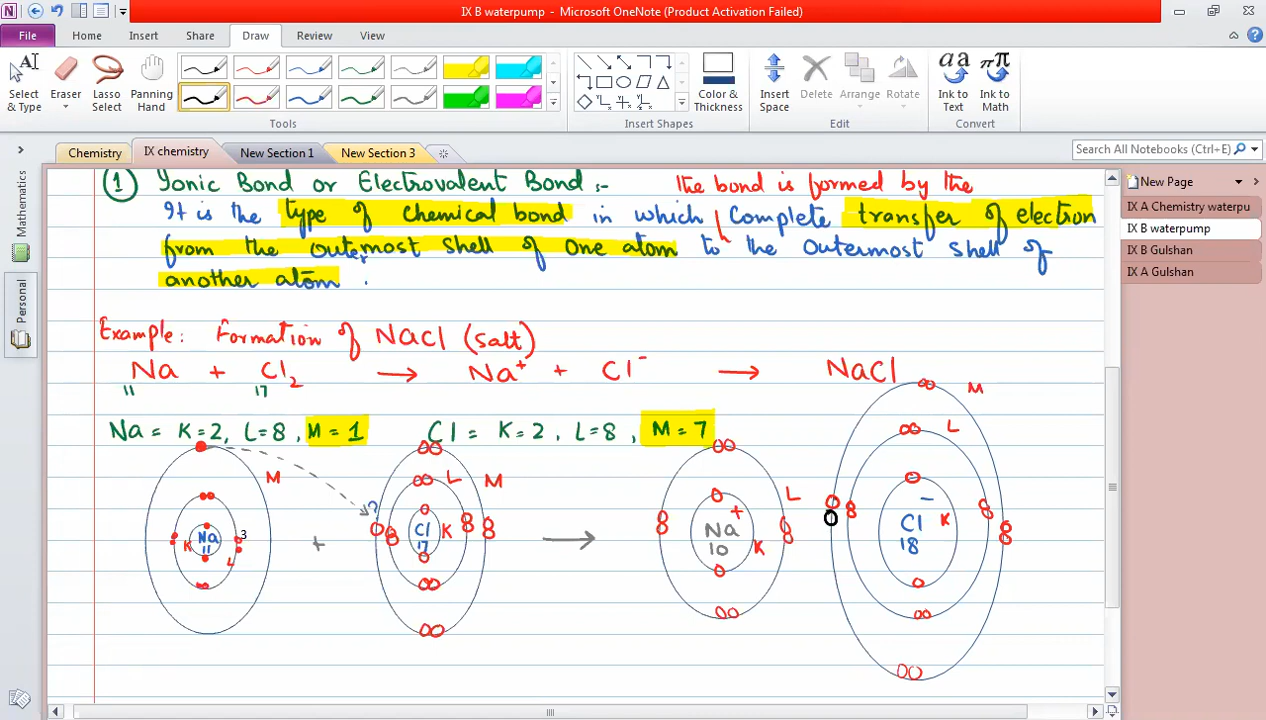 IX B waterpump - Microsoft OneNote (Product Activation Failed)
File Home Insert Share Draw Review View
Select & Type Eraser Lasso Select Panning Hand Color & Thickness Insert Space Delete Arrange Rotate Ink to Text Ink to Math
Tools Insert Shapes Edit Convert
Chemistry IX chemistry New Section 1 New Section 3 Search All Notebooks (Ctrl+E)
Mathematics
Personal
New Page
IX A Chemistry waterpu
IX B waterpump
IX B Gulshan
IX A Gulshan
1 Ionic Bond or Electrovalent Bond :- the bond is formed by the
It is the type of chemical bond in which Complete transfer of electron
from the outermost shell of one atom to the outermost shell of
another atom.
Example: Formation of NaCl (salt)
Na + Cl2 → Na+ + Cl− → NaCl
11 17
Na = K=2, L=8, M=1 Cl = K=2, L=8, M=7
M L M L M L
Na 11 K L 3 + Cl 17 K → Na + 10 K Cl − 18 K